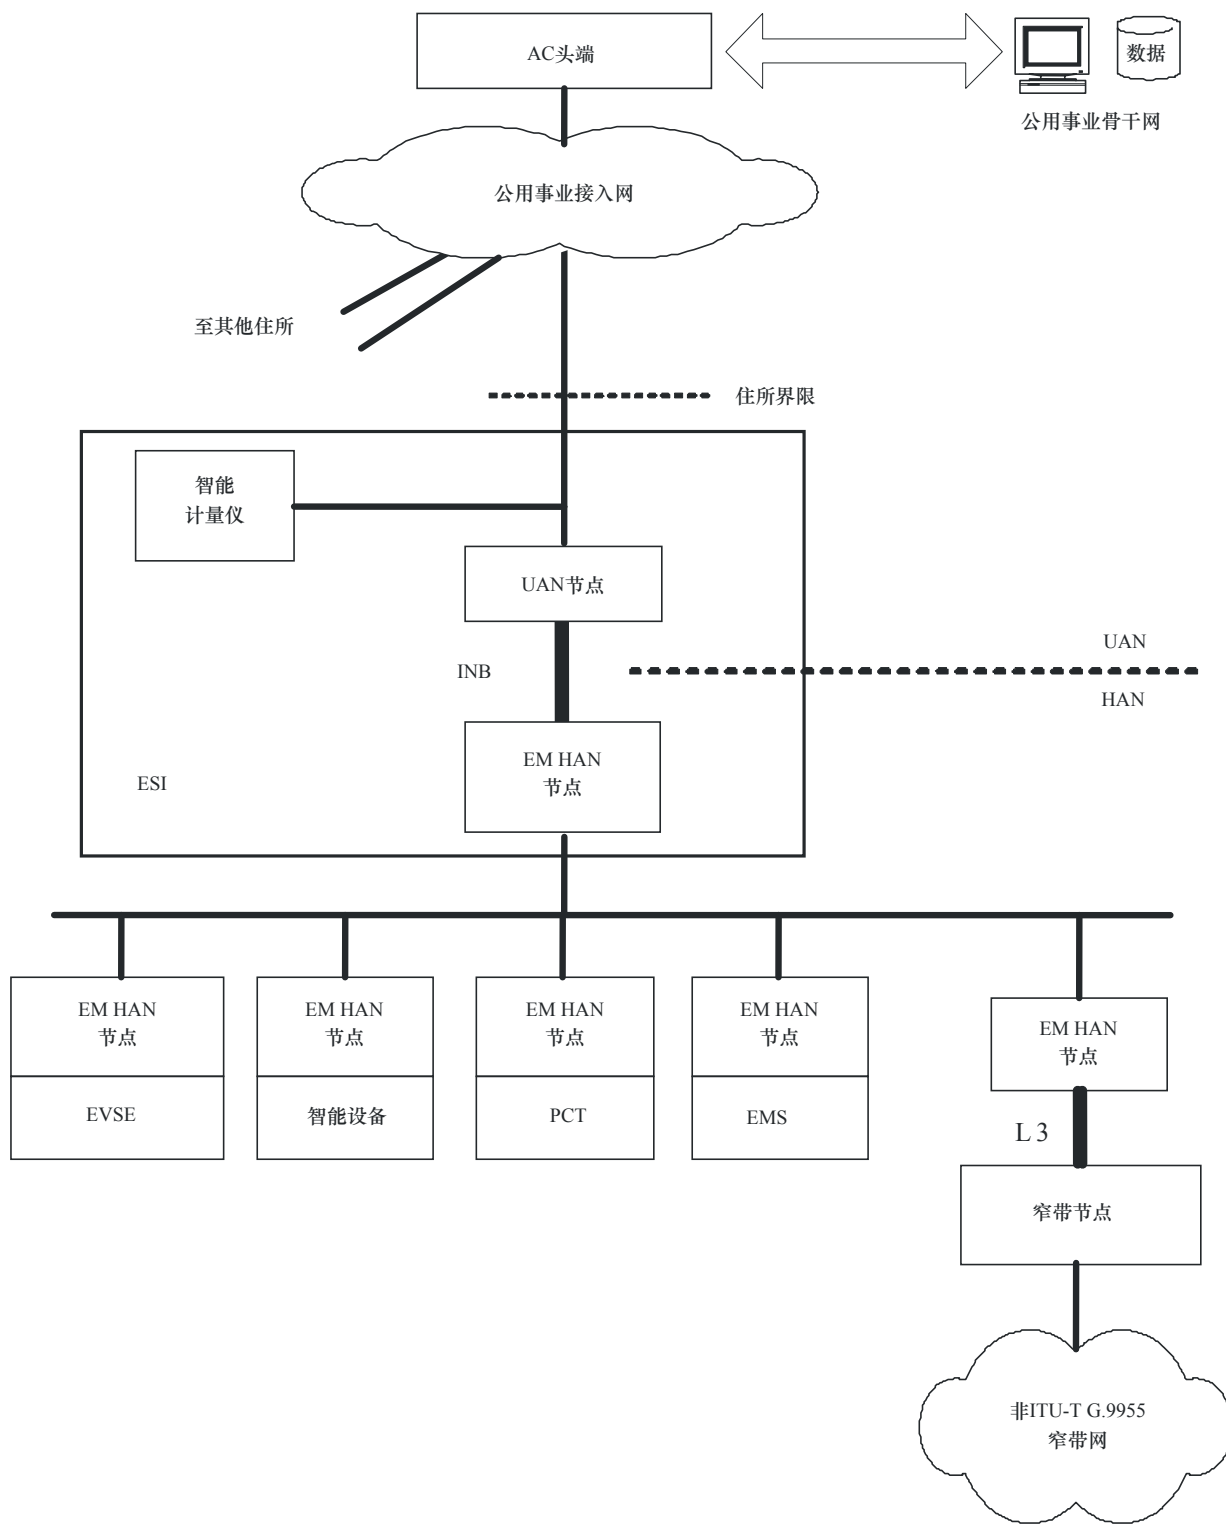 AC头端
数据
公用事业骨干网
公用事业接入网
至其他住所
住所界限
智能
计量仪
UAN节点
UAN
INB
HAN
EM HAN
节点
ESI
EM HAN
节点
EM HAN
节点
EM HAN
节点
EM HAN
节点
EM HAN
节点
EVSE
智能设备
PCT
EMS
L 3
窄带节点
非ITU-T G.9955
窄带网